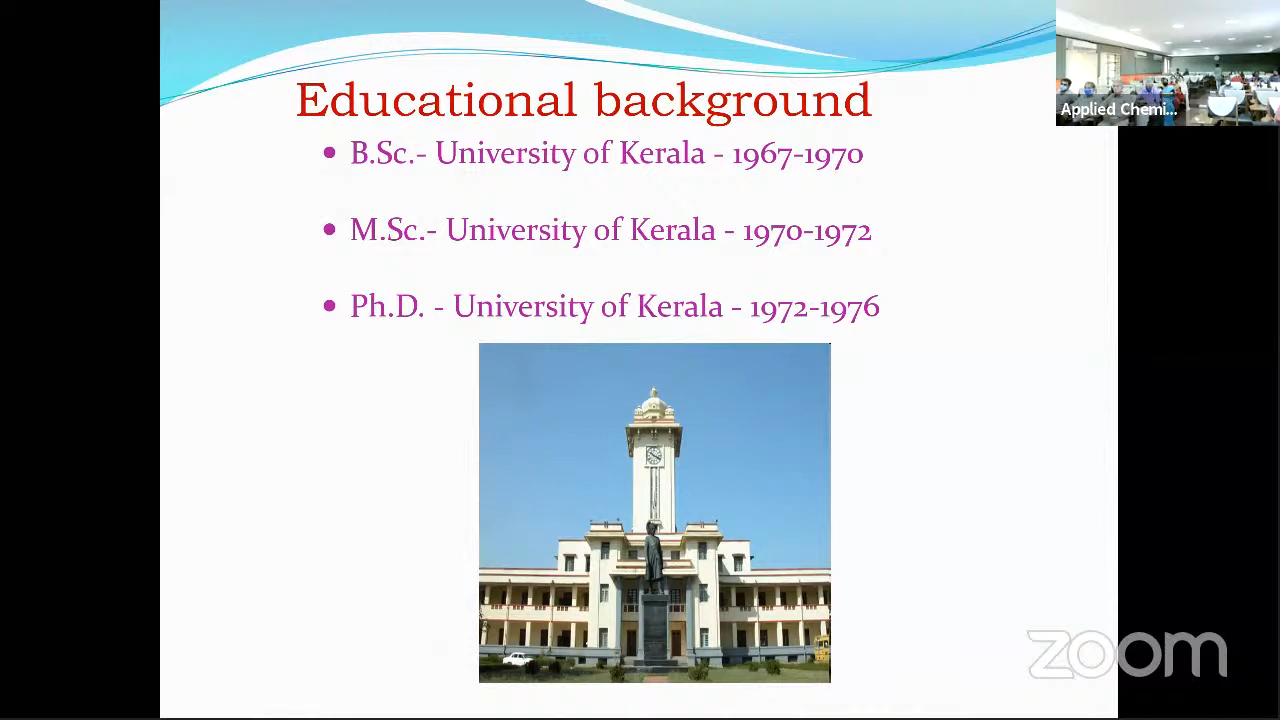 Educational background
• B.Sc.- University of Kerala - 1967-1970
• M.Sc.- University of Kerala - 1970-1972
• Ph.D. - University of Kerala - 1972-1976
Applied Chemi...
zoom